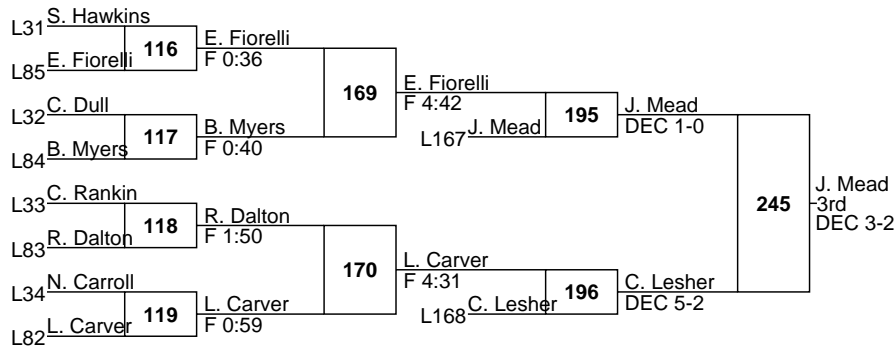 L31 S. Hawkins
116
E. Fiorelli
F 0:36
L85 E. Fiorelli
169
E. Fiorelli
F 4:42
L32 C. Dull
117
B. Myers
F 0:40
L84 B. Myers
L167 J. Mead
195
J. Mead
DEC 1-0
L33 C. Rankin
118
R. Dalton
F 1:50
L83 R. Dalton
170
L. Carver
F 4:31
L34 N. Carroll
119
L. Carver
F 0:59
L82 L. Carver
L168 C. Lesher
196
C. Lesher
DEC 5-2
245
J. Mead
3rd
DEC 3-2